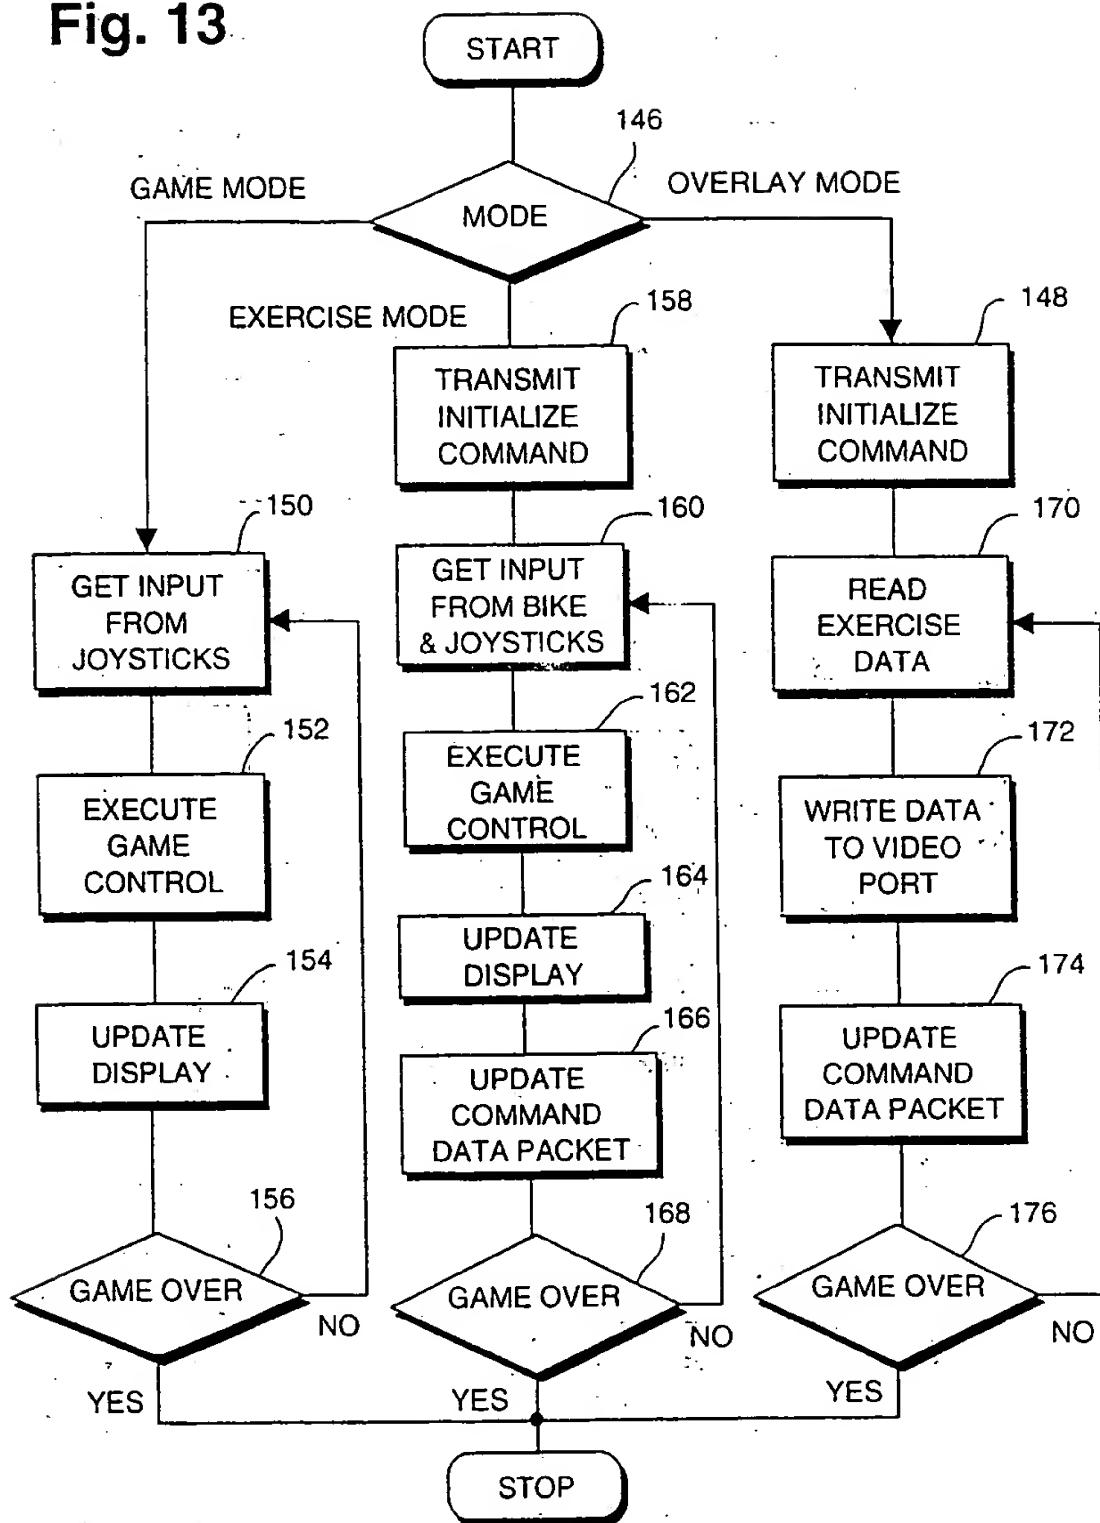 Fig. 13
START
146
GAME MODE
MODE
OVERLAY MODE
EXERCISE MODE
158
TRANSMIT
INITIALIZE
COMMAND
148
TRANSMIT
INITIALIZE
COMMAND
150
GET INPUT
FROM
JOYSTICKS
160
GET INPUT
FROM BIKE
& JOYSTICKS
170
READ
EXERCISE
DATA
152
EXECUTE
GAME
CONTROL
162
EXECUTE
GAME
CONTROL
172
WRITE DATA
TO VIDEO
PORT
154
UPDATE
DISPLAY
164
UPDATE
DISPLAY
166
UPDATE
COMMAND
DATA PACKET
174
UPDATE
COMMAND
DATA PACKET
156
GAME OVER
NO
YES
168
GAME OVER
NO
YES
176
GAME OVER
NO
YES
STOP